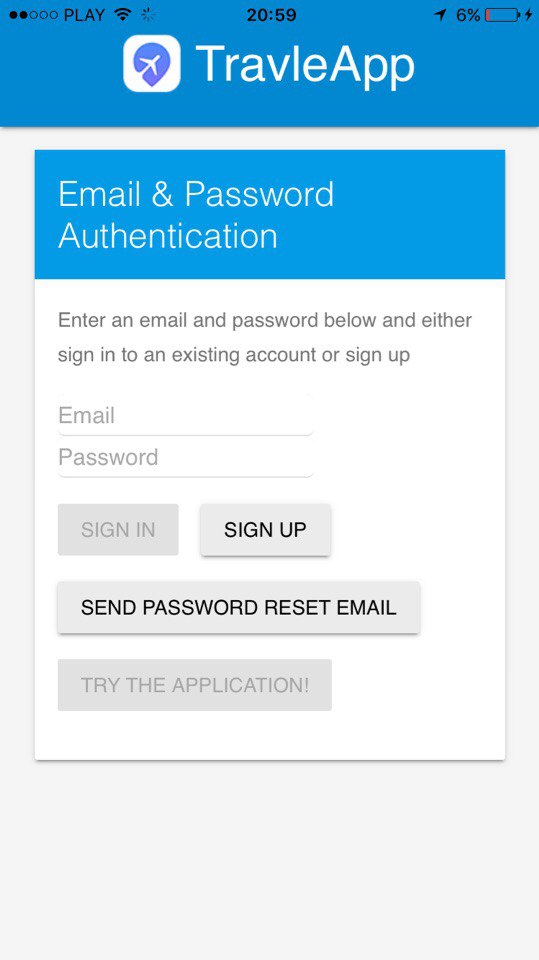 PLAY 20:59 6%
TravleApp
Email & Password
Authentication
Enter an email and password below and either
sign in to an existing account or sign up
Email
Password
SIGN IN SIGN UP
SEND PASSWORD RESET EMAIL
TRY THE APPLICATION!